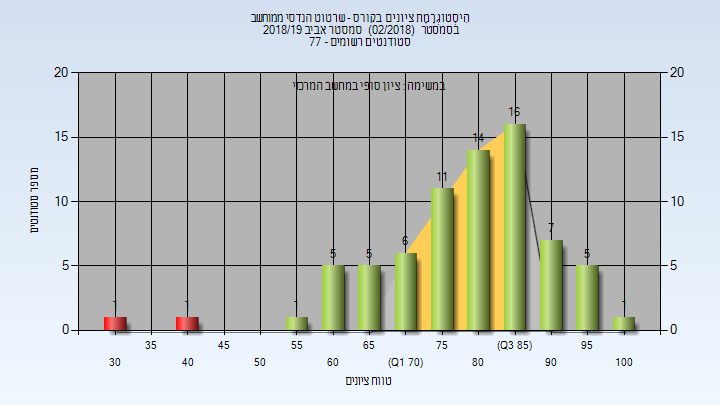 היסטוגרמת ציונים בקורס - שרטוט הנדסי ממוחשב
בסמסטר (02/2018) סמסטר אביב 2018/19
סטודנטים רשומים - 77
במשימה : ציון סופי במחשב המרכזי
מספר סטודנטים
20 20
15 15
10 10
5 5
0 0
1 1 1 5 5 6 11 14 16 7 5 1
35 45 55 65 75 (Q3 85) 95
30 40 50 60 (Q1 70) 80 90 100
טווח ציונים